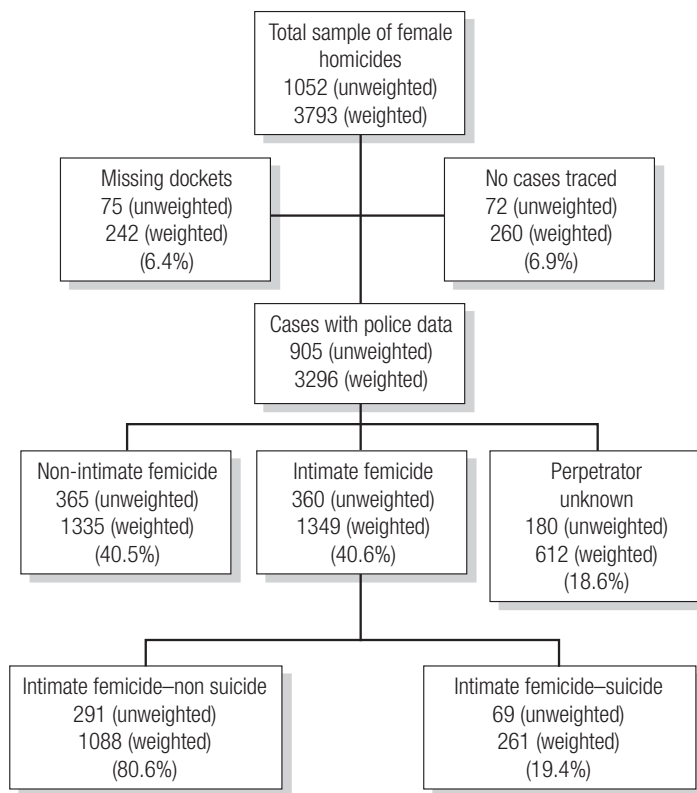 Total sample of female
homicides
1052 (unweighted)
3793 (weighted)
Missing dockets
75 (unweighted)
242 (weighted)
(6.4%)
No cases traced
72 (unweighted)
260 (weighted)
(6.9%)
Cases with police data
905 (unweighted)
3296 (weighted)
Non-intimate femicide
365 (unweighted)
1335 (weighted)
(40.5%)
Intimate femicide
360 (unweighted)
1349 (weighted)
(40.6%)
Perpetrator
unknown
180 (unweighted)
612 (weighted)
(18.6%)
Intimate femicide–non suicide
291 (unweighted)
1088 (weighted)
(80.6%)
Intimate femicide–suicide
69 (unweighted)
261 (weighted)
(19.4%)